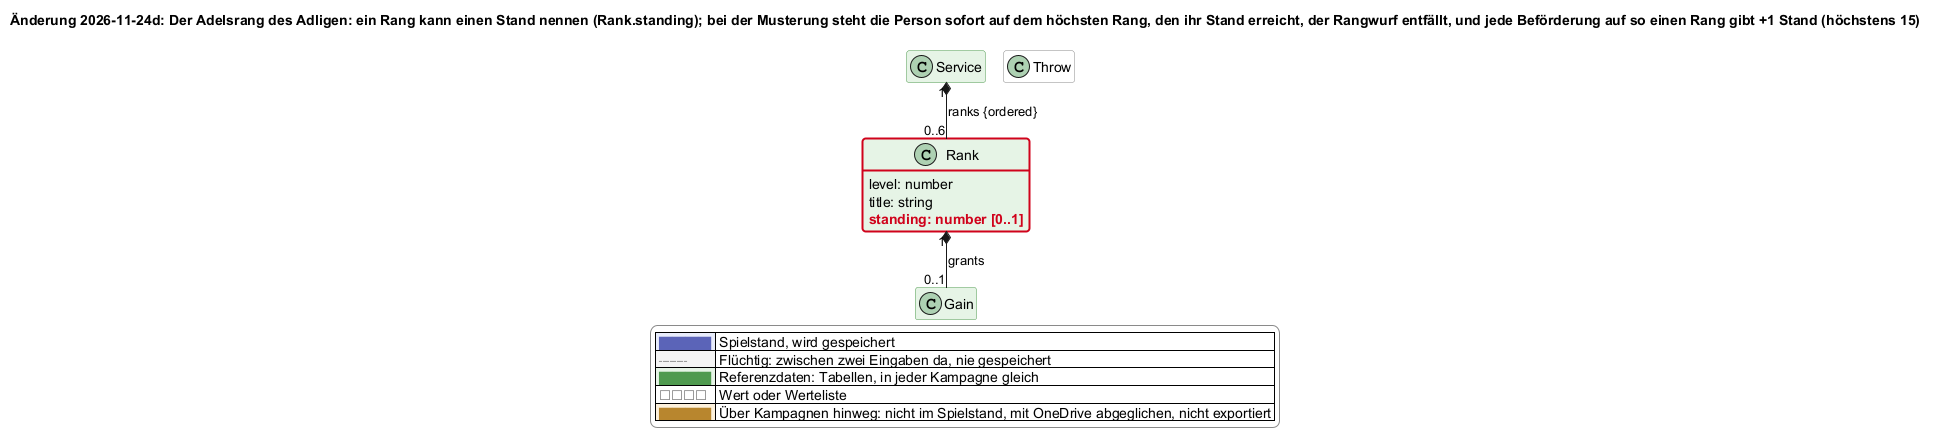 Änderung 2026-11-24d: Der Adelsrang des Adligen: ein Rang kann einen Stand nennen (Rank.standing); bei der Musterung steht die Person sofort auf dem höchsten Rang, den ihr Stand erreicht, der Rangwurf entfällt, und jede Beförderung auf so einen Rang gibt +1 Stand (höchstens 15)
C Service
C Throw
1
ranks {ordered}
0..6
C Rank
level: number
title: string
standing: number [0..1]
1
grants
0..1
C Gain
Spielstand, wird gespeichert
Flüchtig: zwischen zwei Eingaben da, nie gespeichert
Referenzdaten: Tabellen, in jeder Kampagne gleich
Wert oder Werteliste
Über Kampagnen hinweg: nicht im Spielstand, mit OneDrive abgeglichen, nicht exportiert